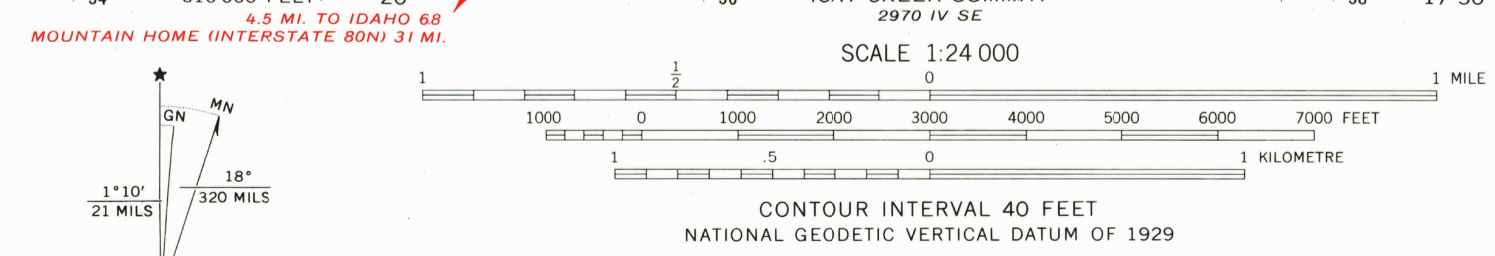 20
4.5 MI. TO IDAHO 68
MOUNTAIN HOME (INTERSTATE 80N) 31 MI.
2970 IV SE
SCALE 1:24 000
1 1/2 0 1 MILE
1000 0 1000 2000 3000 4000 5000 6000 7000 FEET
1 .5 0 1 KILOMETRE
CONTOUR INTERVAL 40 FEET
NATIONAL GEODETIC VERTICAL DATUM OF 1929
★
MN
GN
1°10′
21 MILS
18°
320 MILS